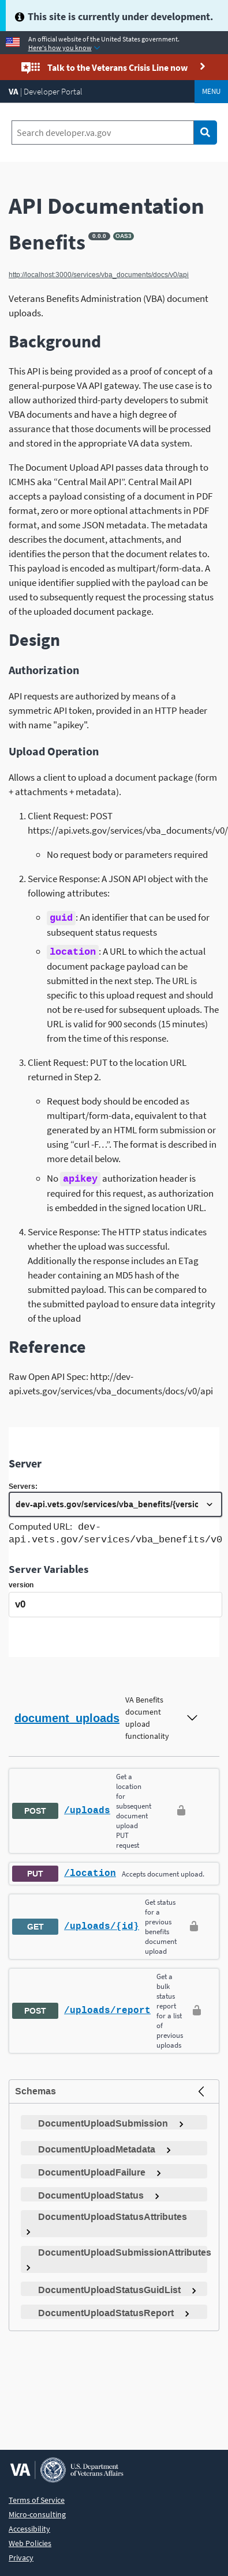 This site is currently under development.
An official website of the United States government.
Here's how you know
Talk to the Veterans Crisis Line now
VA | Developer Portal
MENU
Search developer.va.gov
API Documentation
Benefits 0.0.0 OAS3
http://localhost:3000/services/vba_documents/docs/v0/api
Veterans Benefits Administration (VBA) document
uploads.
Background
This API is being provided as a proof of concept of a
general-purpose VA API gateway. The use case is to
allow authorized third-party developers to submit
VBA documents and have a high degree of
assurance that those documents will be processed
and stored in the appropriate VA data system.
The Document Upload API passes data through to
ICMHS aka "Central Mail API". Central Mail API
accepts a payload consisting of a document in PDF
format, zero or more optional attachments in PDF
format, and some JSON metadata. The metadata
describes the document, attachments, and
identifies the person that the document relates to.
This payload is encoded as multipart/form-data. A
unique identifier supplied with the payload can be
subsequently request the processing status
of the uploaded document package.
Design
Authorization
API requests are authorized by means of a
symmetric API token, provided in an HTTP header
with name "apikey".
Upload Operation
Allows a client to upload a document package (form
+ attachments + metadata).
1. Client Request: POST
https://api.vets.gov/services/vba_documents/v0/
No request body or parameters required
2. Service Response: A JSON API object with the
following attributes:
guid: An identifier that can be used for
subsequent status requests
location: A URL to which the actual
document package payload can be
submitted in the next step. The URL is
specific to this upload request and should
not be re-used for subsequent uploads. The
URL is valid for 900 seconds (15 minutes)
from the time of this response.
3. Client Request: PUT to the location URL
returned in Step 2.
Request body should be encoded as
multipart/form-data, equivalent to that
generated by an HTML form submission or
using "curl -F…". The format is described in
more detail below.
No apikey authorization header is
required for this request, as authorization
is embedded in the signed location URL.
4. Service Response: The HTTP status indicates
whether the upload was successful.
Additionally the response includes an ETag
header containing an MD5 hash of the
submitted payload. This can be compared to
the submitted payload to ensure data integrity
of the upload
Reference
Raw Open API Spec: http://dev-
api.vets.gov/services/vba_documents/docs/v0/api
Server
Servers:
dev-api.vets.gov/services/vba_benefits/{versic
Computed URL: dev-
api.vets.gov/services/vba_benefits/v0
Server Variables
version
v0
document_uploads
VA Benefits
document
upload
functionality
POST
/uploads
Get a
location
for
subsequent
document
upload
PUT
request
PUT
/location
Accepts document upload.
GET
/uploads/{id}
Get status
for a
previous
benefits
document
upload
POST
/uploads/report
Get a
bulk
status
report
for a list
of
previous
uploads
Schemas
DocumentUploadSubmission
DocumentUploadMetadata
DocumentUploadFailure
DocumentUploadStatus
DocumentUploadStatusAttributes
DocumentUploadSubmissionAttributes
DocumentUploadStatusGuidList
DocumentUploadStatusReport
VA
U.S. Department
of Veterans Affairs
Terms of Service
Micro-consulting
Accessibility
Web Policies
Privacy